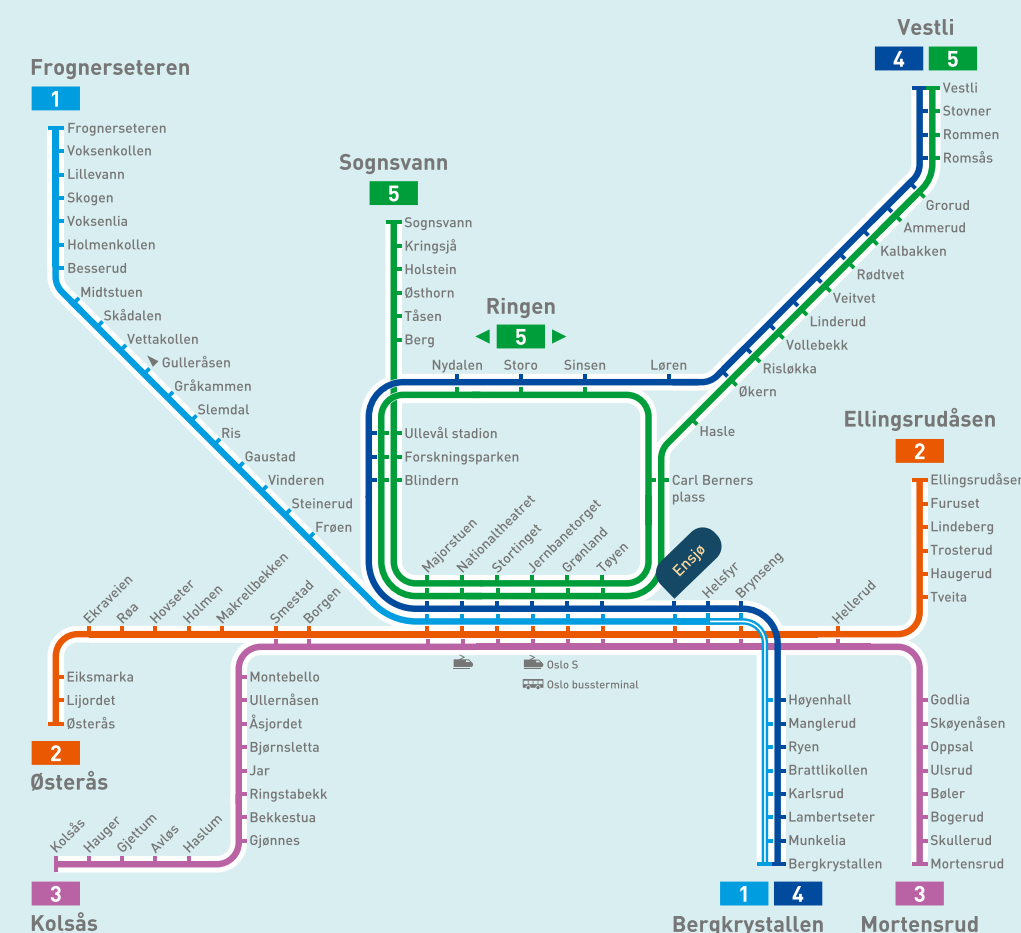 Vestli
4 5
Vestli
Stovner
Rommen
Romsås
Grorud
Ammerud
Kalbakken
Rødtvet
Veitvet
Linderud
Vollebekk
Risløkka
Økern
Hasle
Carl Berners
plass
Frognerseteren
1
Frognerseteren
Voksenkollen
Lillevann
Skogen
Voksenlia
Holmenkollen
Besserud
Midtstuen
Skådalen
Vettakollen
Gulleråsen
Gråkammen
Slemdal
Ris
Gaustad
Vinderen
Steinerud
Frøen
Sognsvann
5
Sognsvann
Kringsjå
Holstein
Østhorn
Tåsen
Berg
Ringen
5
Nydalen
Storo
Sinsen
Løren
Ullevål stadion
Forskningsparken
Blindern
Majorstuen
Nationaltheatret
Stortinget
Jernbanetorget
Grønland
Tøyen
Ensjø
Helsfyr
Brynseng
Hellerud
Ellingsrudåsen
2
Ellingsrudåsen
Furuset
Lindeberg
Trosterud
Haugerud
Tveita
Ekraveien
Røa
Hovseter
Holmen
Makrellbekken
Smestad
Borgen
Eiksmarka
Lijordet
Østerås
2
Østerås
Oslo S
Oslo bussterminal
Montebello
Ullernåsen
Åsjordet
Bjørnsletta
Jar
Ringstabekk
Bekkestua
Gjønnes
Kolsås
Hauger
Gjettum
Avløs
Haslum
3
Kolsås
Høyenhall
Manglerud
Ryen
Brattlikollen
Karlsrud
Lambertseter
Munkelia
Bergkrystallen
1 4
Bergkrystallen
Godlia
Skøyenåsen
Oppsal
Ulsrud
Bøler
Bogerud
Skullerud
Mortensrud
3
Mortensrud